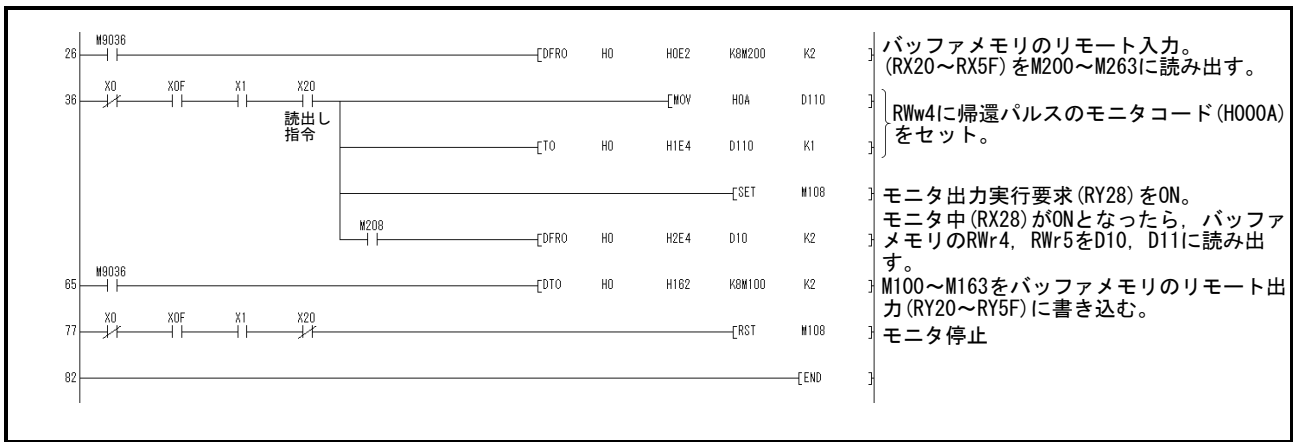 M9036
26 DFRO H0 H0E2 K8M200 K2
バッファメモリのリモート入力。
(RX20～RX5F)をM200～M263に読み出す。
X0 X0F X1 X20
36 MOV H0A D110
読出し
指令
RWw4に帰還パルスのモニタコード(H000A)
をセット。
TO H0 H1E4 D110 K1
SET M108
モニタ出力実行要求(RY28)をON。
M208
DFRO H0 H2E4 D10 K2
モニタ中(RX28)がONとなったら，バッファ
メモリのRWr4，RWr5をD10，D11に読み出
す。
M9036
65 DTO H0 H162 K8M100 K2
M100～M163をバッファメモリのリモート出
力(RY20～RY5F)に書き込む。
X0 X0F X1 X20
77 RST M108
モニタ停止
82 END